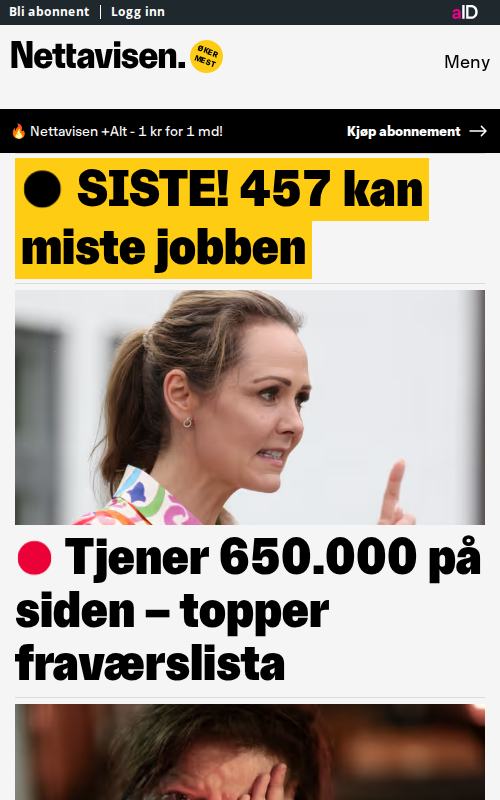 Bli abonnent
Logg inn
aID
Nettavisen.
ØKER
MEST
Meny
🔥 Nettavisen +Alt - 1 kr for 1 md!
Kjøp abonnement →
SISTE! 457 kan
miste jobben
Tjener 650.000 på
siden – topper
fraværslista